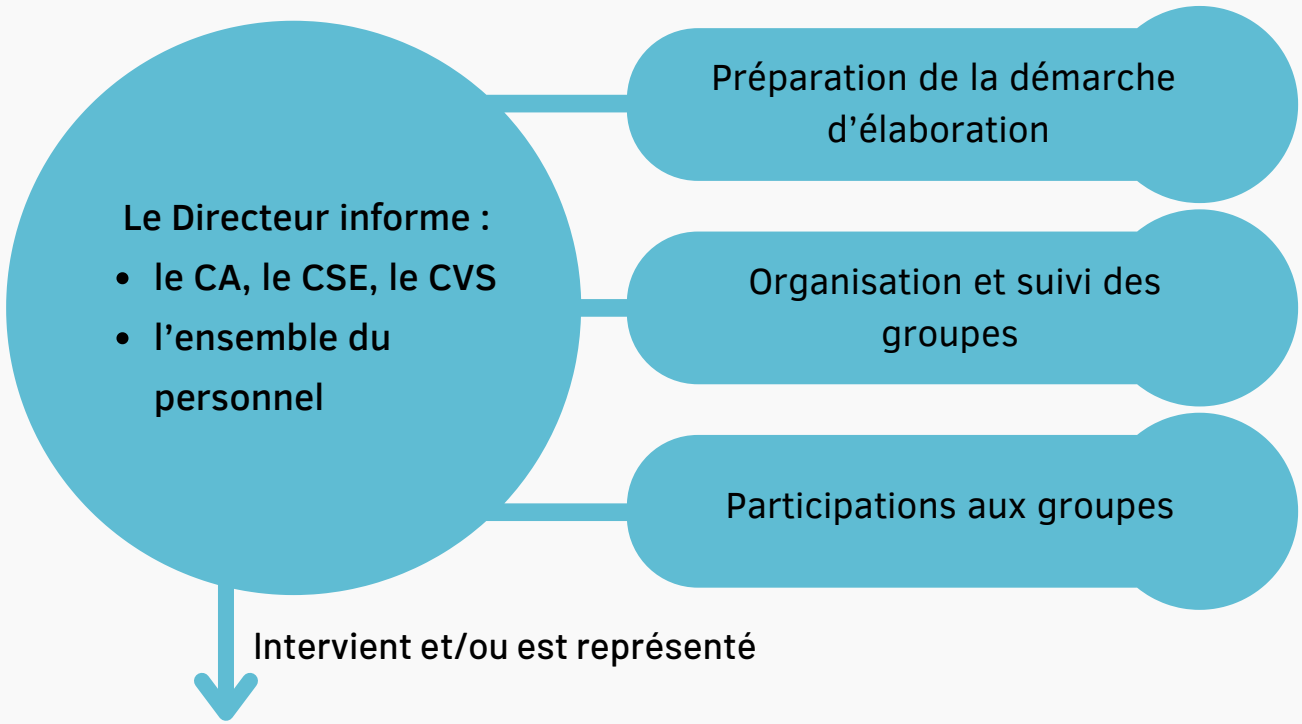 Le Directeur informe :
• le CA, le CSE, le CVS
• l’ensemble du
personnel
Préparation de la démarche
d’élaboration
Organisation et suivi des
groupes
Participations aux groupes
Intervient et/ou est représenté